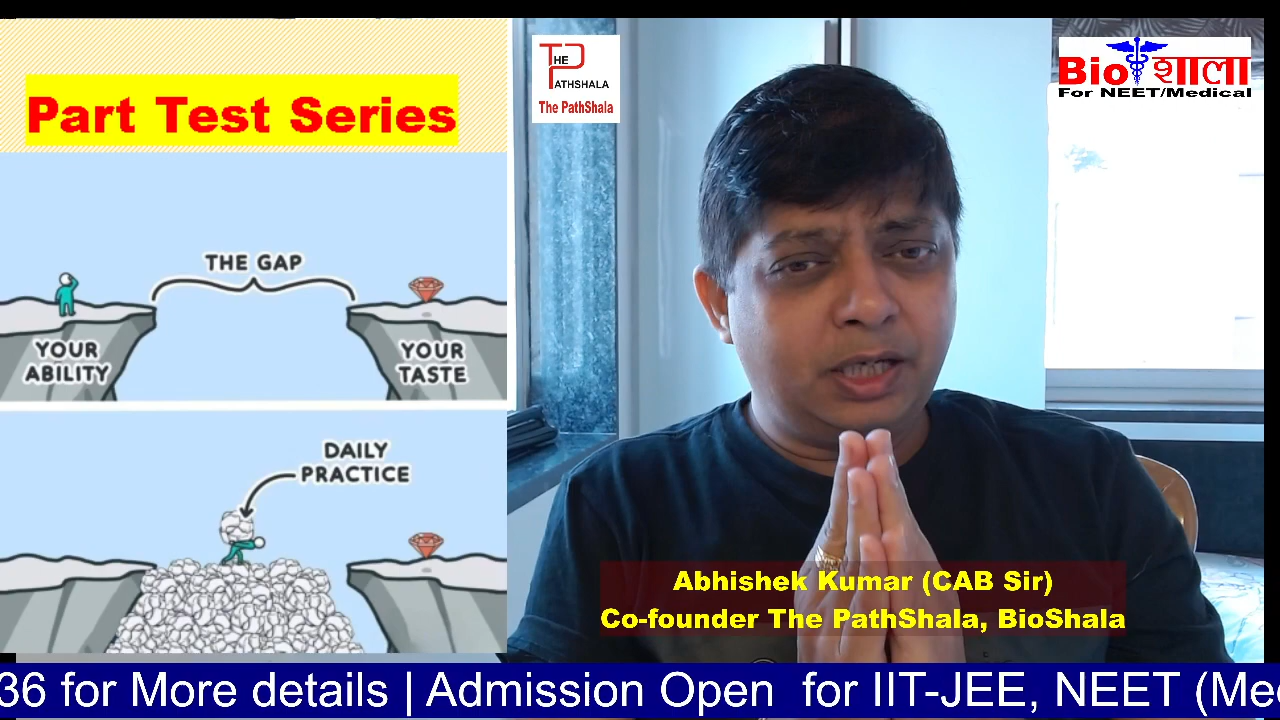 Part Test Series
THE GAP
YOUR
ABILITY
YOUR
TASTE
DAILY
PRACTICE
THE
PATHSHALA
The PathShala
Bio शाला
For NEET/Medical
Abhishek Kumar (CAB Sir)
Co-founder The PathShala, BioShala
36 for More details | Admission Open for IIT-JEE, NEET (Med